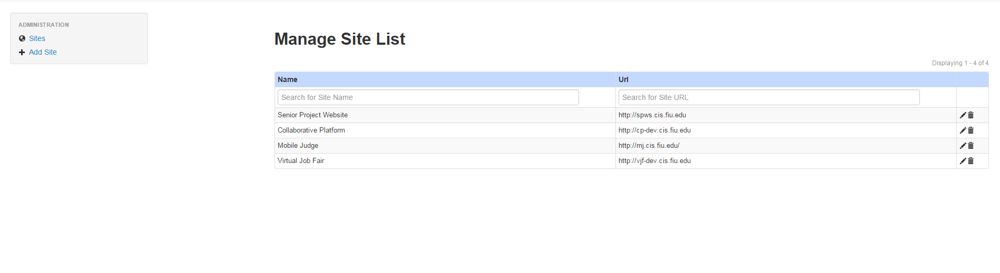 ADMINISTRATION
Sites
Add Site
Manage Site List
Displaying 1 - 4 of 4
Name Url
Search for Site Name Search for Site URL
Senior Project Website http://spws.cis.fiu.edu
Collaborative Platform http://cp-dev.cis.fiu.edu
Mobile Judge http://mj.cis.fiu.edu/
Virtual Job Fair http://vjf-dev.cis.fiu.edu